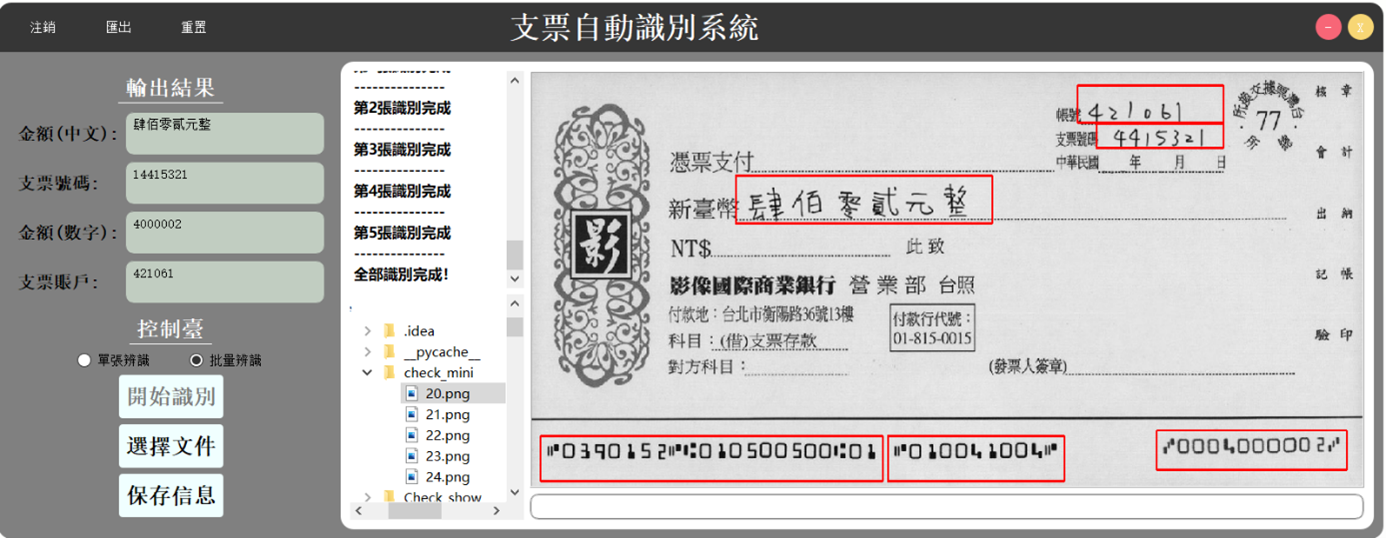 注銷 匯出 重置
支票自動識別系統
- X
輸出結果
金額(中文): 肆佰零貳元整
支票號碼: 14415321
金額(数字): 4000002
支票賬戶: 421061
控制臺
單張辨識 批量辨識
開始識別
選擇文件
保存信息
---------------
第2張識別完成
---------------
第3張識別完成
---------------
第4張識別完成
---------------
第5張識別完成
---------------
全部識別完成!
.idea
__pycache__
check_mini
20.png
21.png
22.png
23.png
24.png
Check_show
帳號 421061
支票號碼 4415321
中華民國 年 月 日
憑票支付
新臺幣 肆佰零貳元整
NT$ 此致
影像國際商業銀行 營業部 台照
付款地:台北市衡陽路36號13樓
科目:(借)支票存款
對方科目:
付款行代號:
01-815-0015
(發票人簽章)
影
台灣票據交換所
77
號
所
核 章
會 計
出 納
記 帳
驗 印
⑈0390152⑈⑆010500500⑆01 ⑈010041004⑈ ⑇0004000002⑇